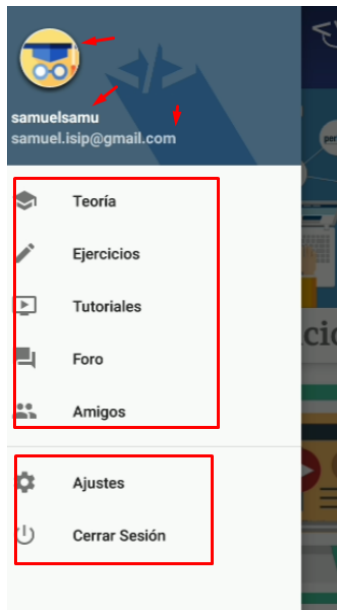 samuelsamu
samuel.isip@gmail.com
Teoría
Ejercicios
Tutoriales
Foro
Amigos
Ajustes
Cerrar Sesión